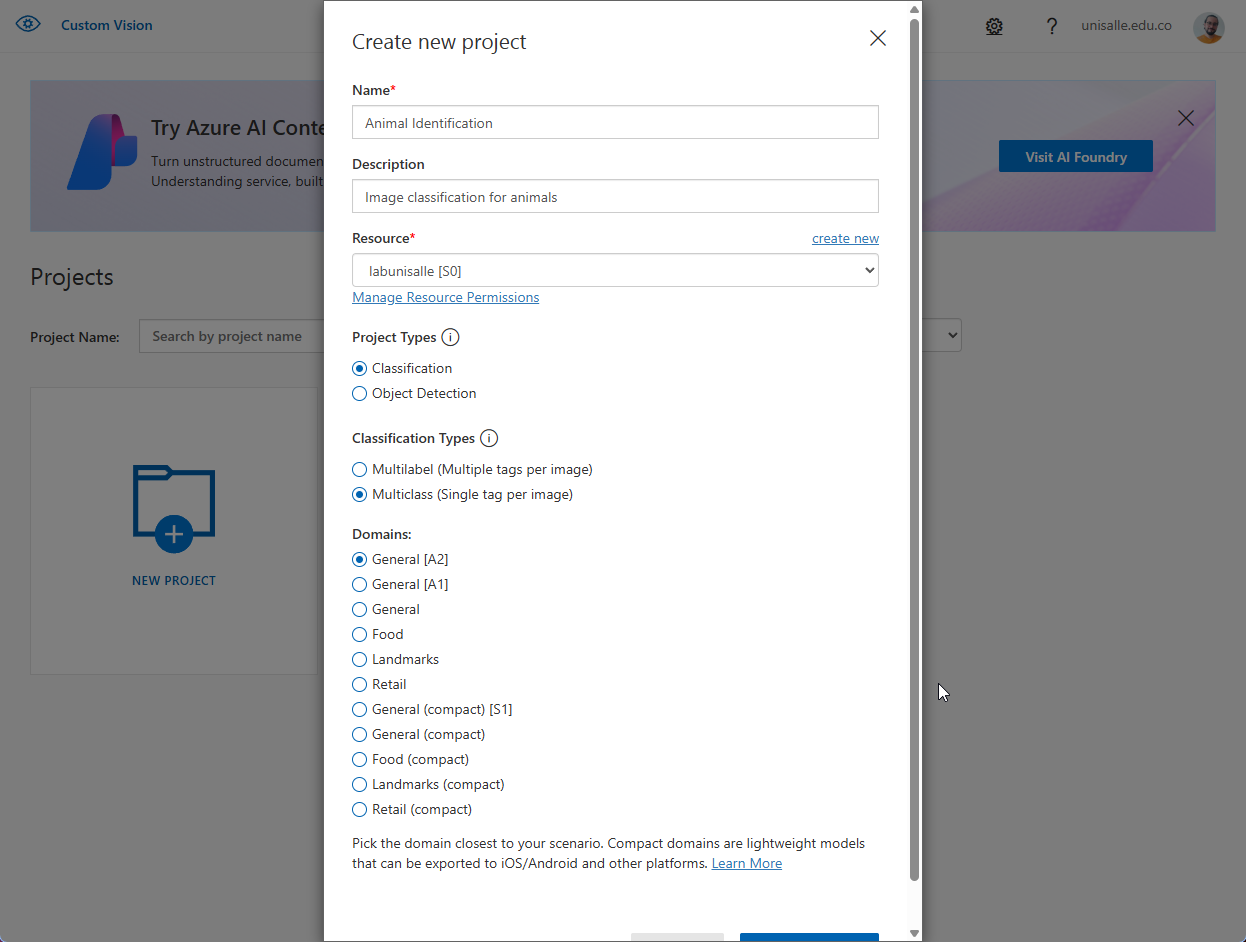 Custom Vision
unisalle.edu.co
Try Azure AI Conte
Turn unstructured documen
Understanding service, built
Visit AI Foundry
Projects
Project Name:
Search by project name
NEW PROJECT
Create new project
Name*
Animal Identification
Description
Image classification for animals
Resource*
create new
labunisalle [S0]
Manage Resource Permissions
Project Types
Classification
Object Detection
Classification Types
Multilabel (Multiple tags per image)
Multiclass (Single tag per image)
Domains:
General [A2]
General [A1]
General
Food
Landmarks
Retail
General (compact) [S1]
General (compact)
Food (compact)
Landmarks (compact)
Retail (compact)
Pick the domain closest to your scenario. Compact domains are lightweight models
that can be exported to iOS/Android and other platforms. Learn More